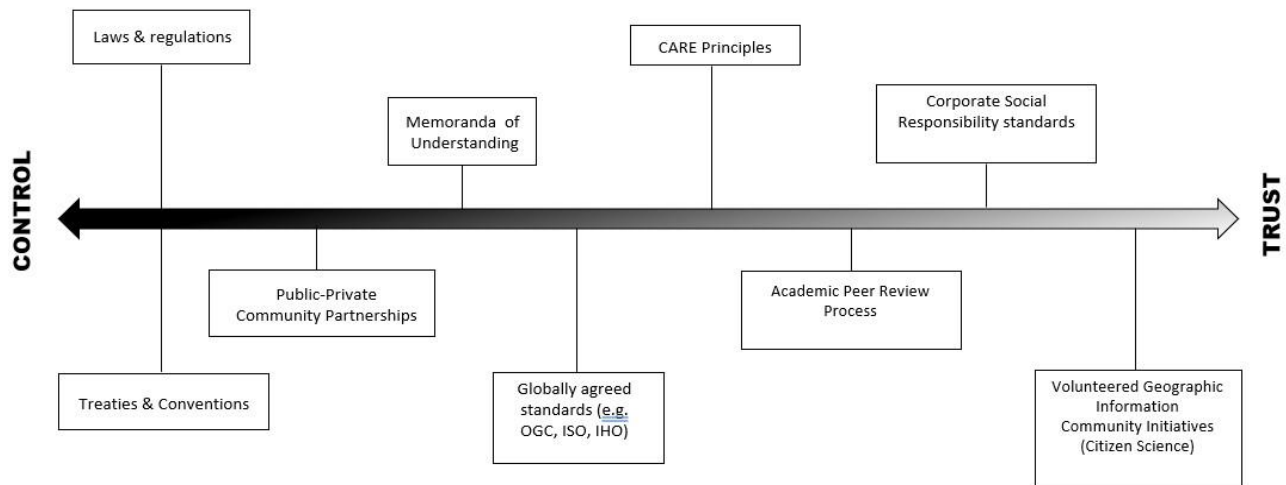 Laws & regulations
CARE Principles
Corporate Social
Responsibility standards
Memoranda of
Understanding
CONTROL
TRUST
Public-Private
Community Partnerships
Academic Peer Review
Process
Treaties & Conventions
Globally agreed
standards (e.g.
OGC, ISO, IHO)
Volunteered Geographic
Information
Community Initiatives
(Citizen Science)